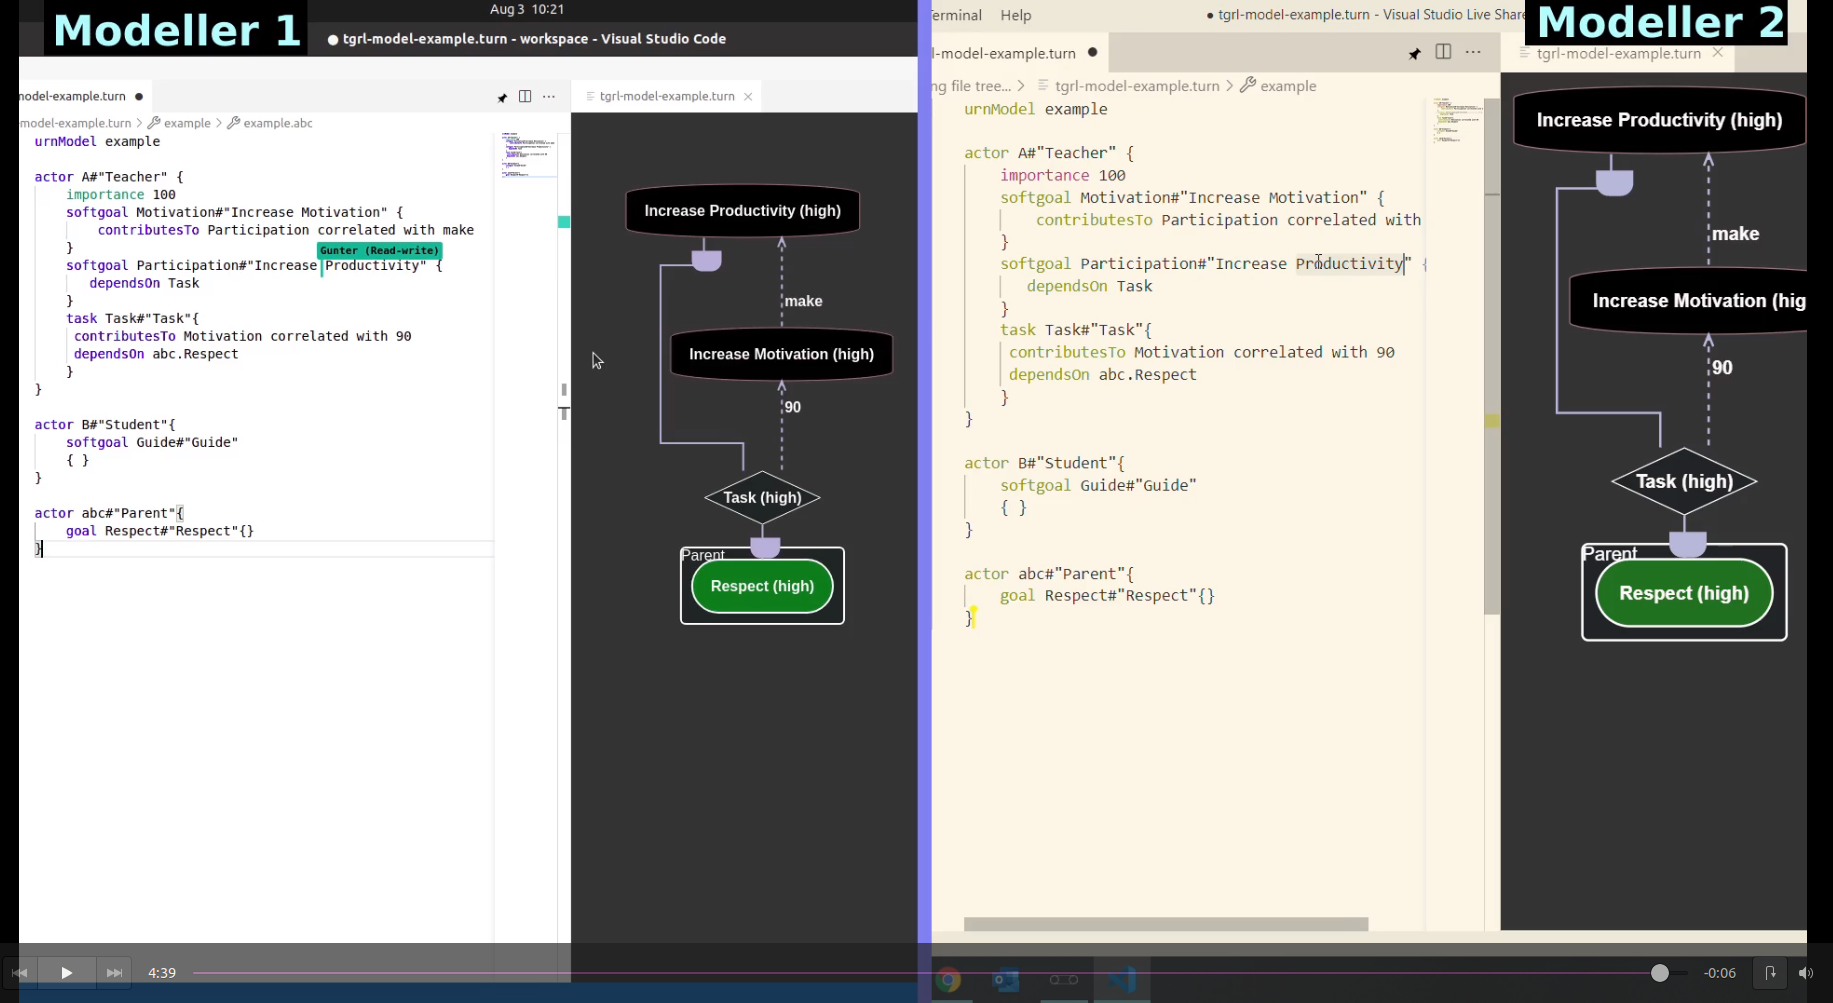 Modeller 1
Aug 3  10:21
● tgrl-model-example.turn - workspace - Visual Studio Code
model-example.turn ●
tgrl-model-example.turn ×
model-example.turn > example > example.abc
urnModel example
actor A#"Teacher" {
importance 100
softgoal Motivation#"Increase Motivation" {
contributesTo Participation correlated with make
}
Gunter (Read-write)
softgoal Participation#"Increase Productivity" {
dependsOn Task
}
task Task#"Task"{
contributesTo Motivation correlated with 90
dependsOn abc.Respect
}
}
actor B#"Student"{
softgoal Guide#"Guide"
{ }
}
actor abc#"Parent"{
goal Respect#"Respect"{}
}
Increase Productivity (high)
make
Increase Motivation (high)
90
Task (high)
Parent
Respect (high)
Modeller 2
erminal Help
● tgrl-model-example.turn - Visual Studio Live Share
l-model-example.turn ●
tgrl-model-example.turn ×
ng file tree... > tgrl-model-example.turn > example
urnModel example
actor A#"Teacher" {
importance 100
softgoal Motivation#"Increase Motivation" {
contributesTo Participation correlated with
}
softgoal Participation#"Increase Productivity" {
dependsOn Task
}
task Task#"Task"{
contributesTo Motivation correlated with 90
dependsOn abc.Respect
}
}
actor B#"Student"{
softgoal Guide#"Guide"
{ }
}
actor abc#"Parent"{
goal Respect#"Respect"{}
}
Increase Productivity (high)
make
Increase Motivation (hig
90
Task (high)
Parent
Respect (high)
4:39
-0:06